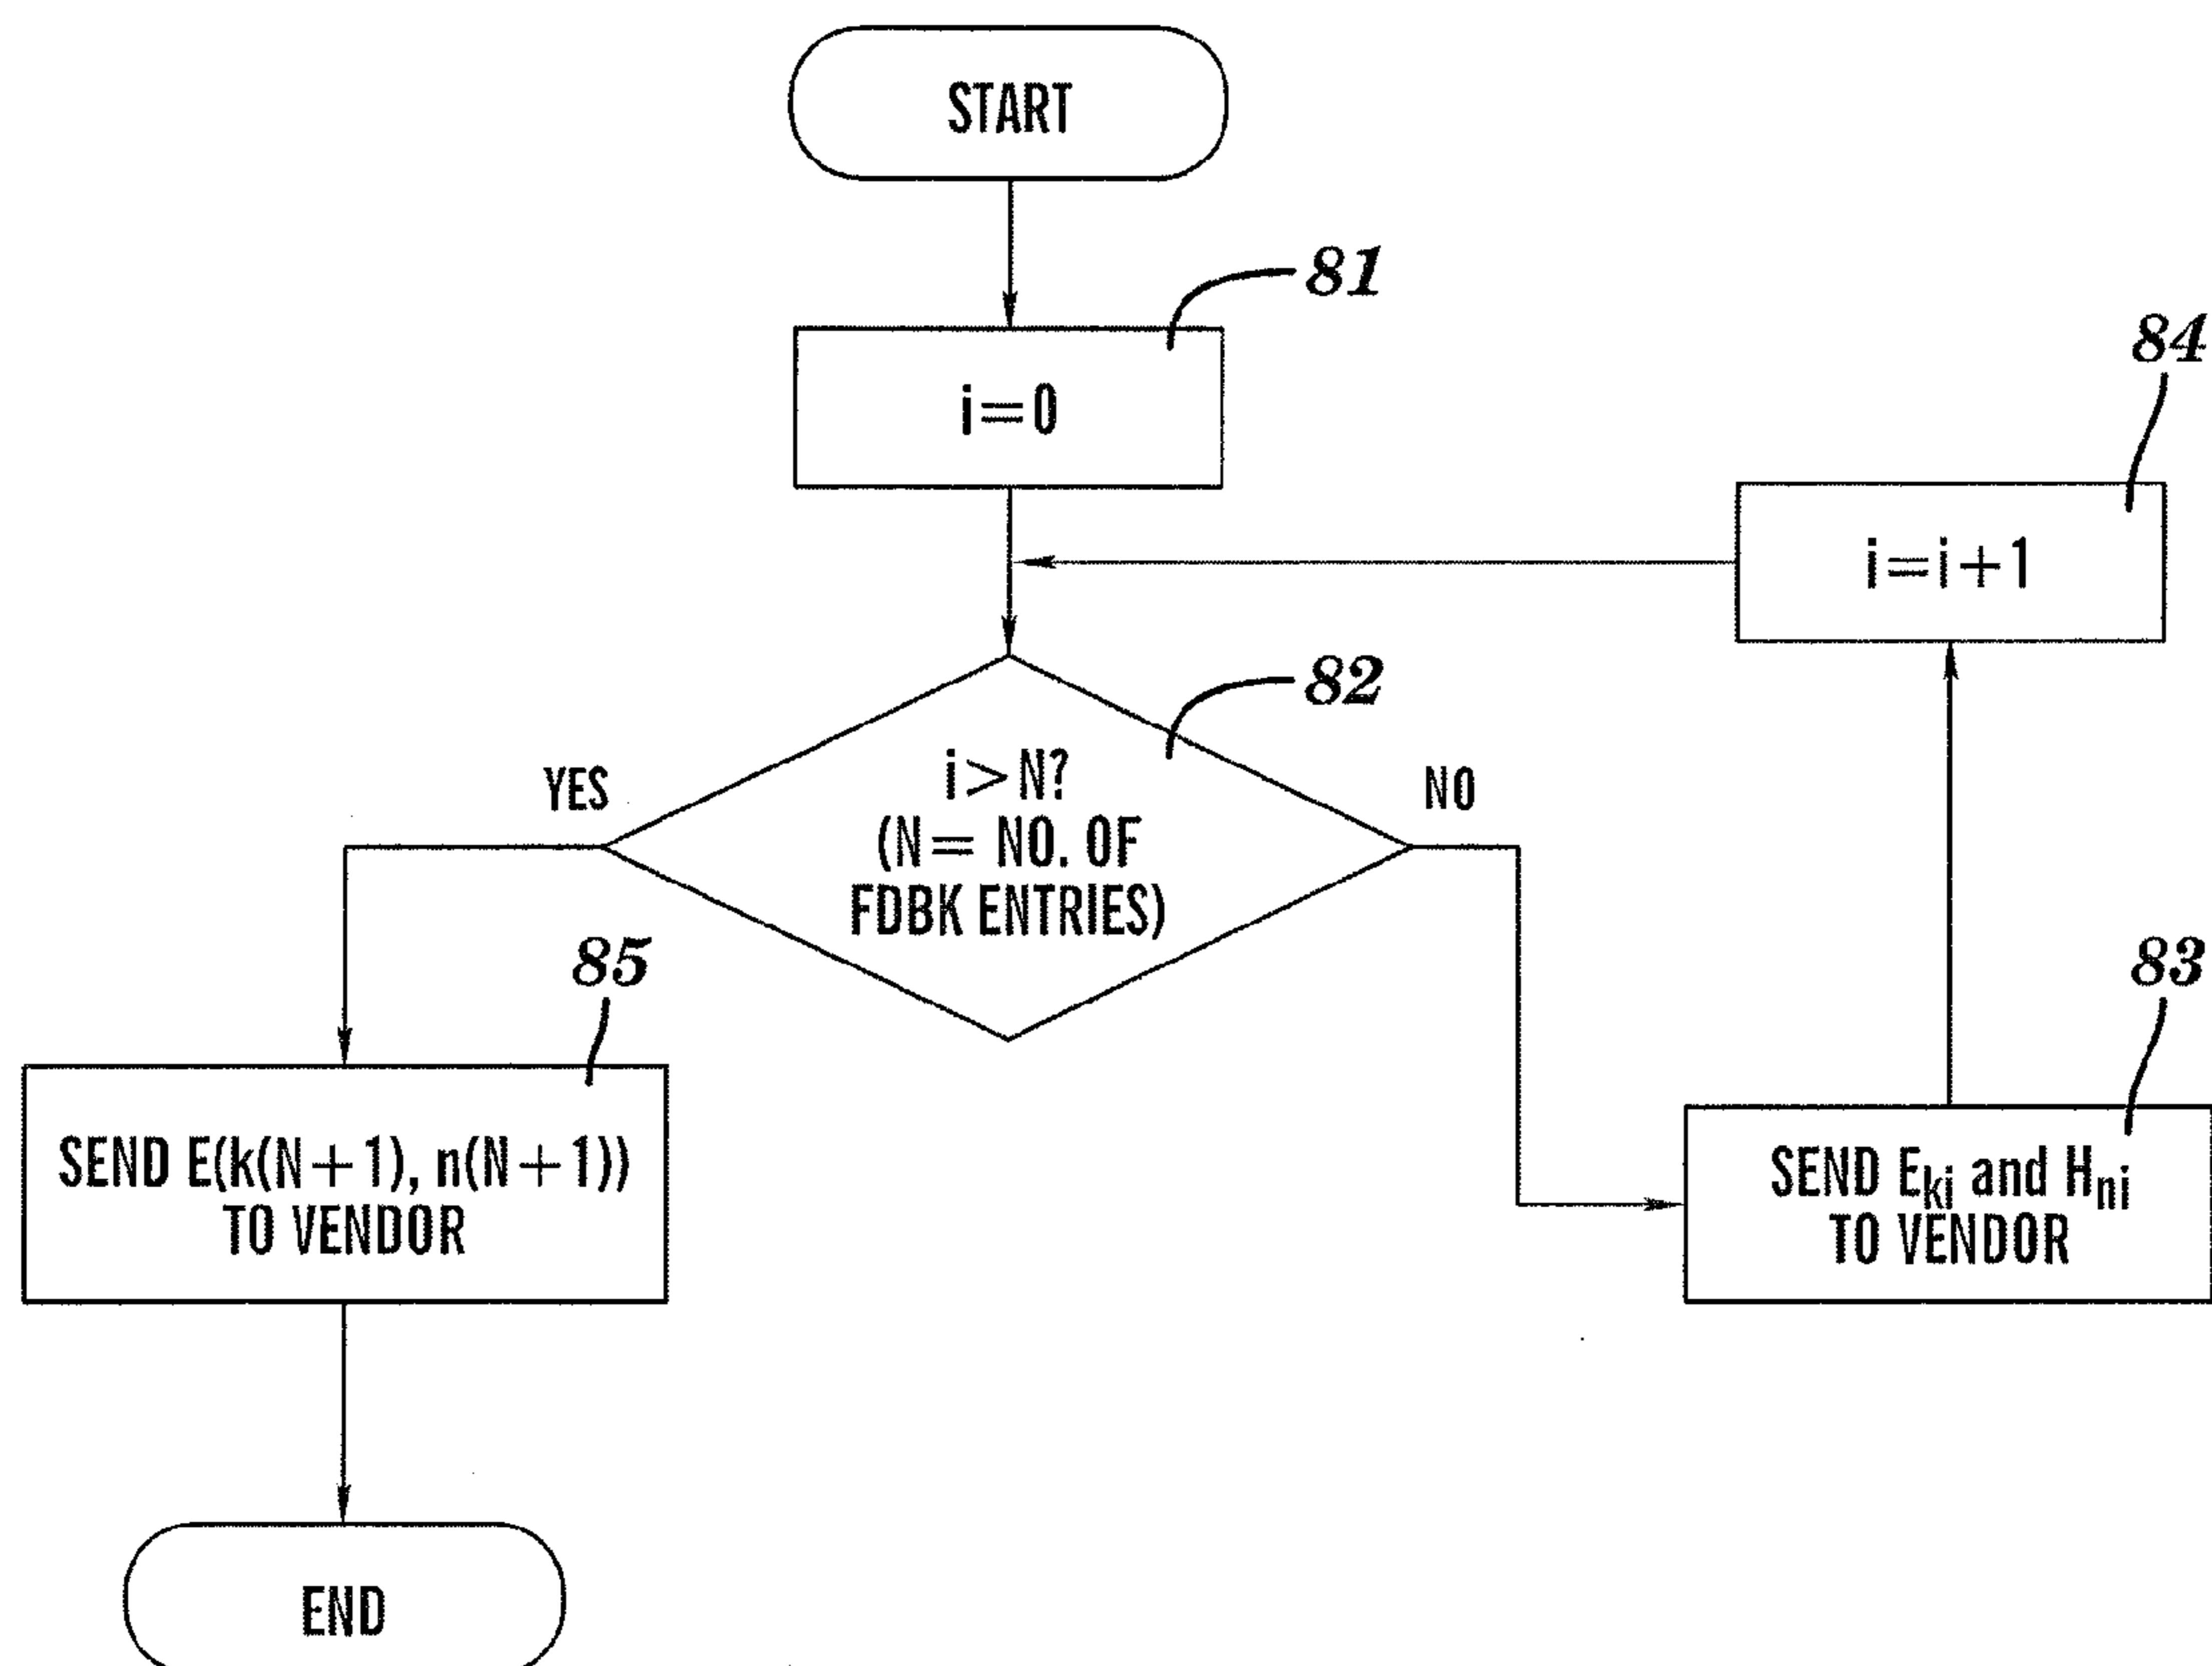 START
81
i=0
84
i=i+1
82
i>N?
(N= NO. OF
FDBK ENTRIES)
YES
NO
85
SEND E(k(N+1), n(N+1))
TO VENDOR
83
SEND Eki and Hni
TO VENDOR
END